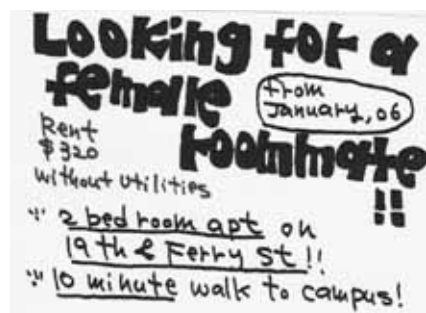 Looking for a
female
from
January, 06
roommate
!!
Rent
$320
without utilities
2 bed room apt on
19th & Ferry St!!
10 minute walk to campus!